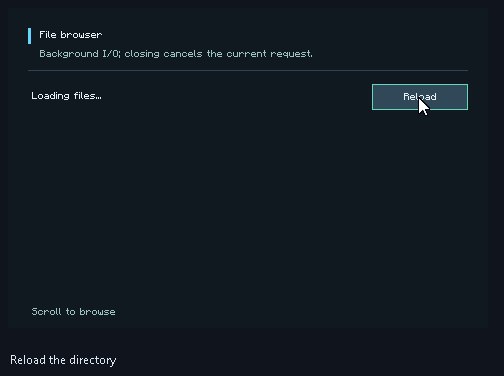 File browser
Background I/O; closing cancels the current request.
Loading files…
Reload
Scroll to browse
Reload the directory